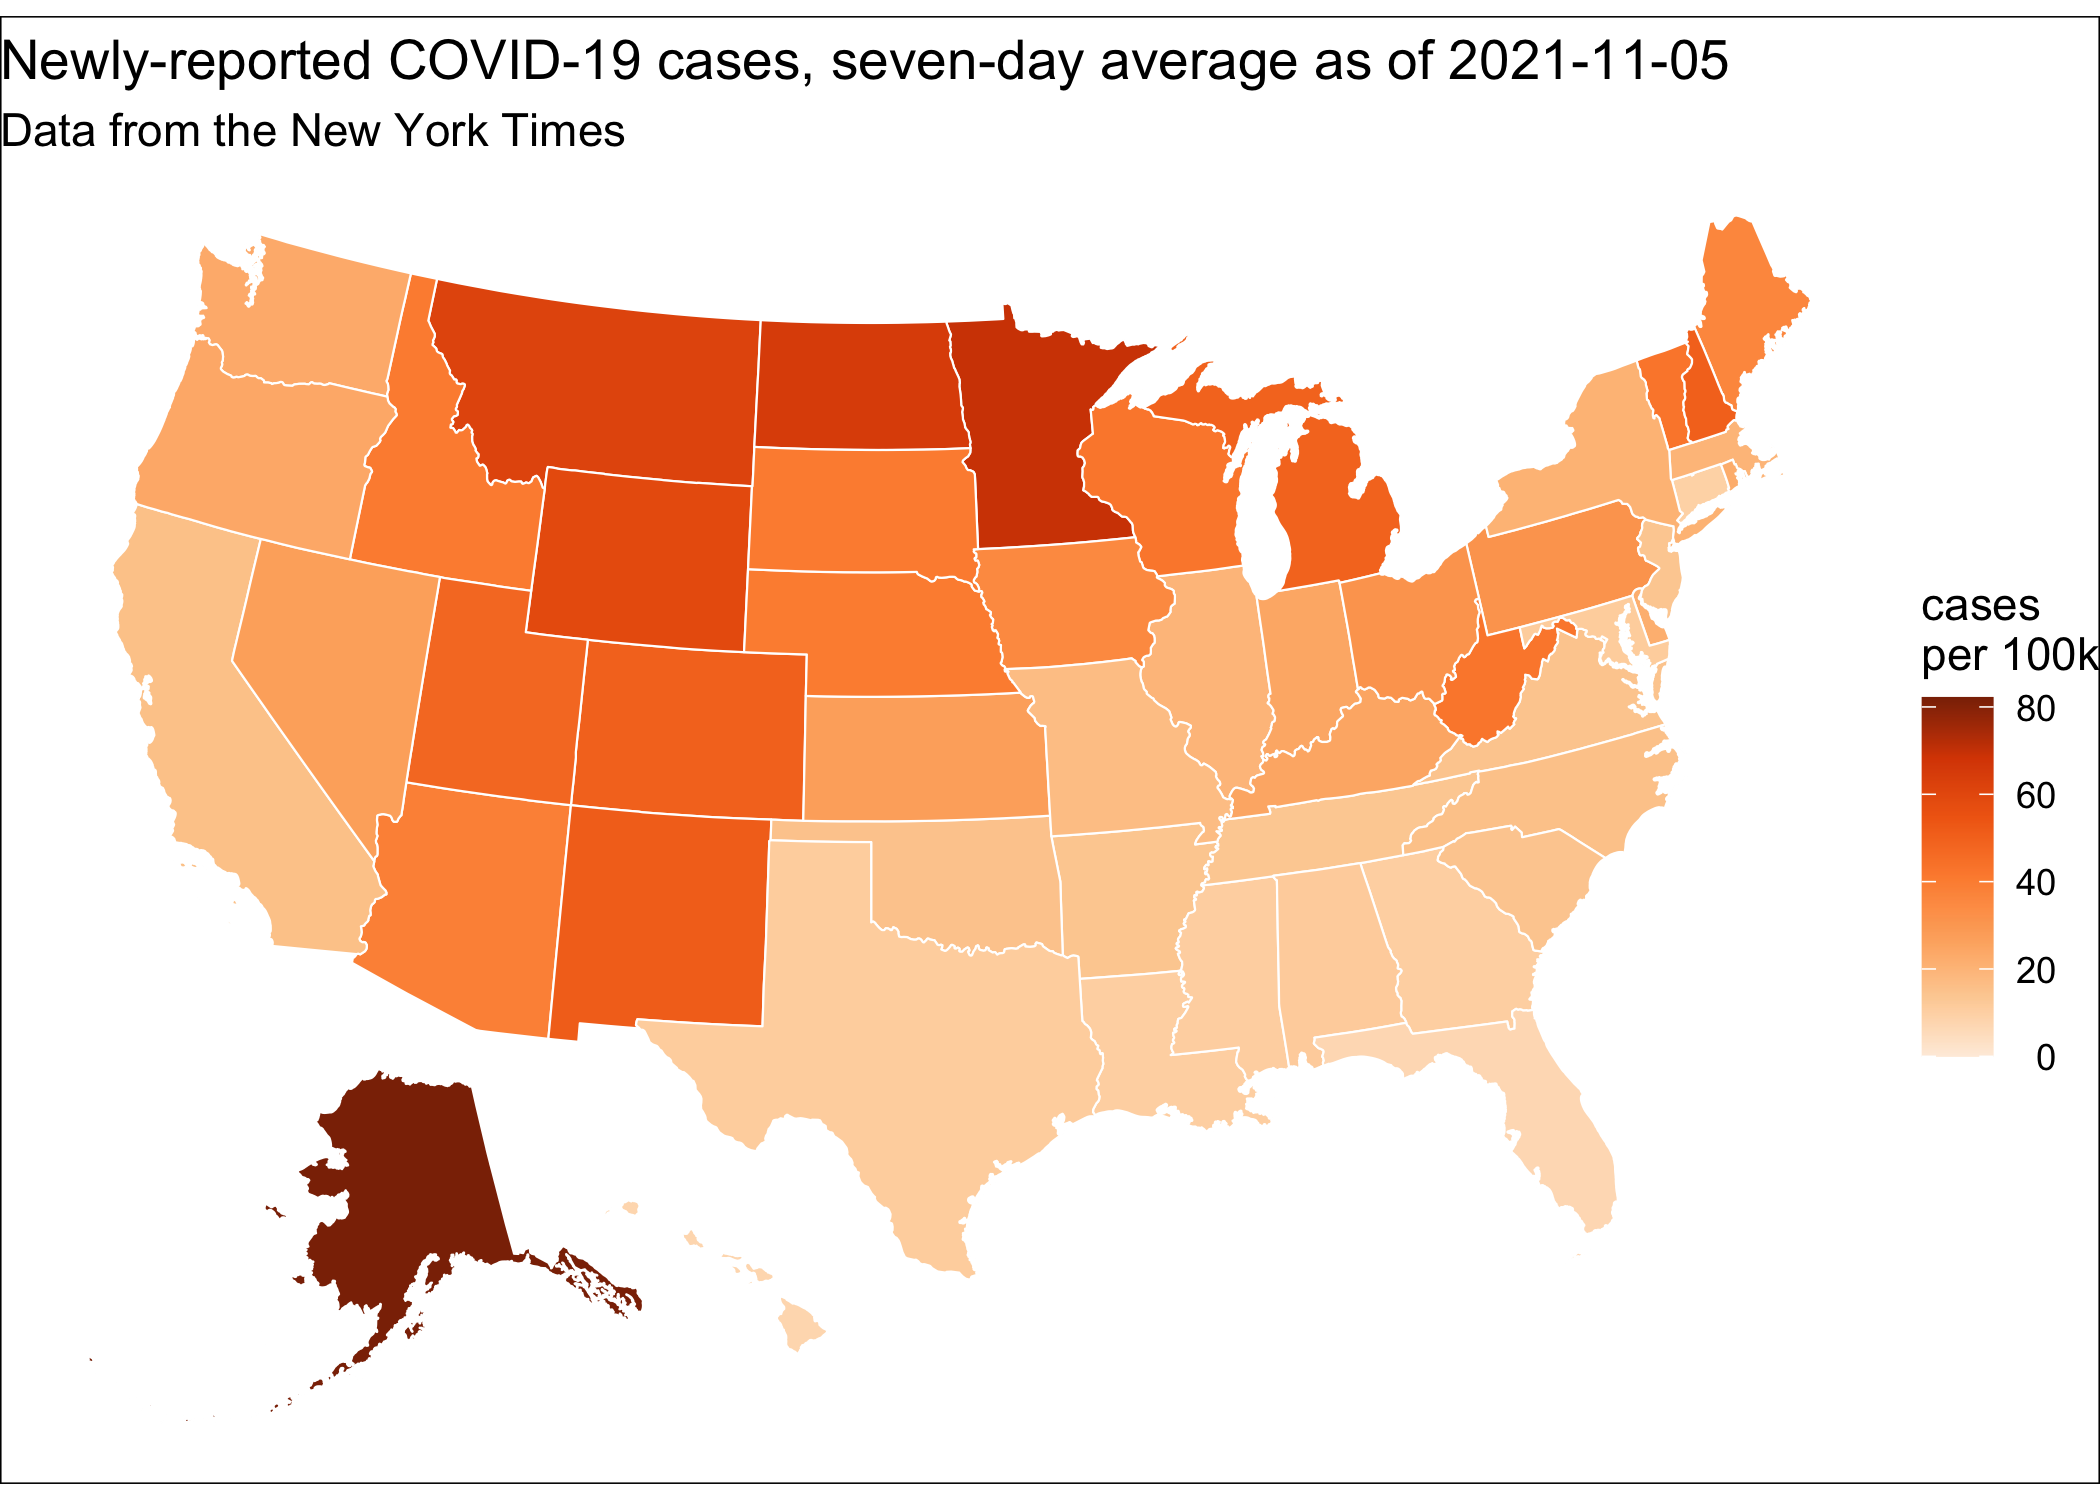 Newly-reported COVID-19 cases, seven-day average as of 2021-11-05
Data from the New York Times
cases
per 100k
80
60
40
20
0